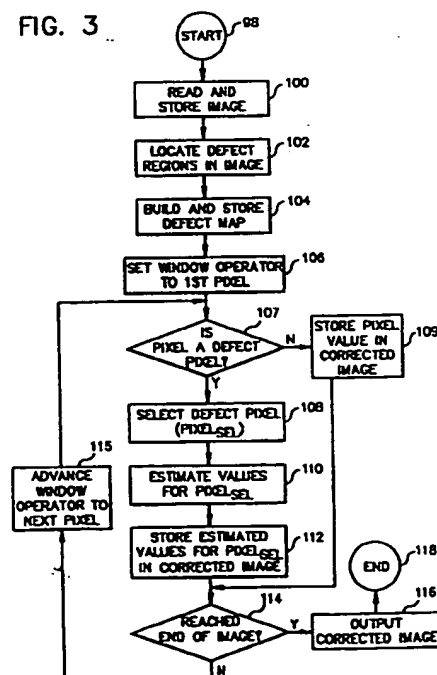 FIG. 3
98
START
100
READ AND
STORE IMAGE
102
LOCATE DEFECT
REGIONS IN IMAGE
104
BUILD AND STORE
DEFECT MAP
106
SET WINDOW OPERATOR
TO 1ST PIXEL
107
IS
PIXEL A DEFECT
PIXEL?
N
Y
STORE PIXEL
VALUE IN
CORRECTED
IMAGE
109
108
SELECT DEFECT PIXEL
(PIXELSEL)
110
ESTIMATE VALUES
FOR PIXELSEL
115
ADVANCE
WINDOW
OPERATOR TO
NEXT PIXEL
112
STORE ESTIMATED
VALUES FOR PIXELSEL
IN CORRECTED IMAGE
114
REACHED
END OF IMAGE?
Y
N
118
END
116
OUTPUT
CORRECTED IMAGE